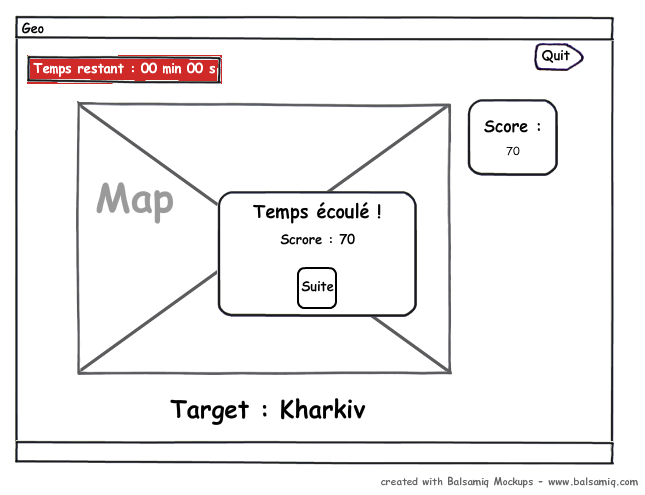 Geo
Quit
Temps restant : 00 min 00 s
Score :
70
Map
Temps écoulé !
Scrore : 70
Suite
Target : Kharkiv
created with Balsamiq Mockups - www.balsamiq.com